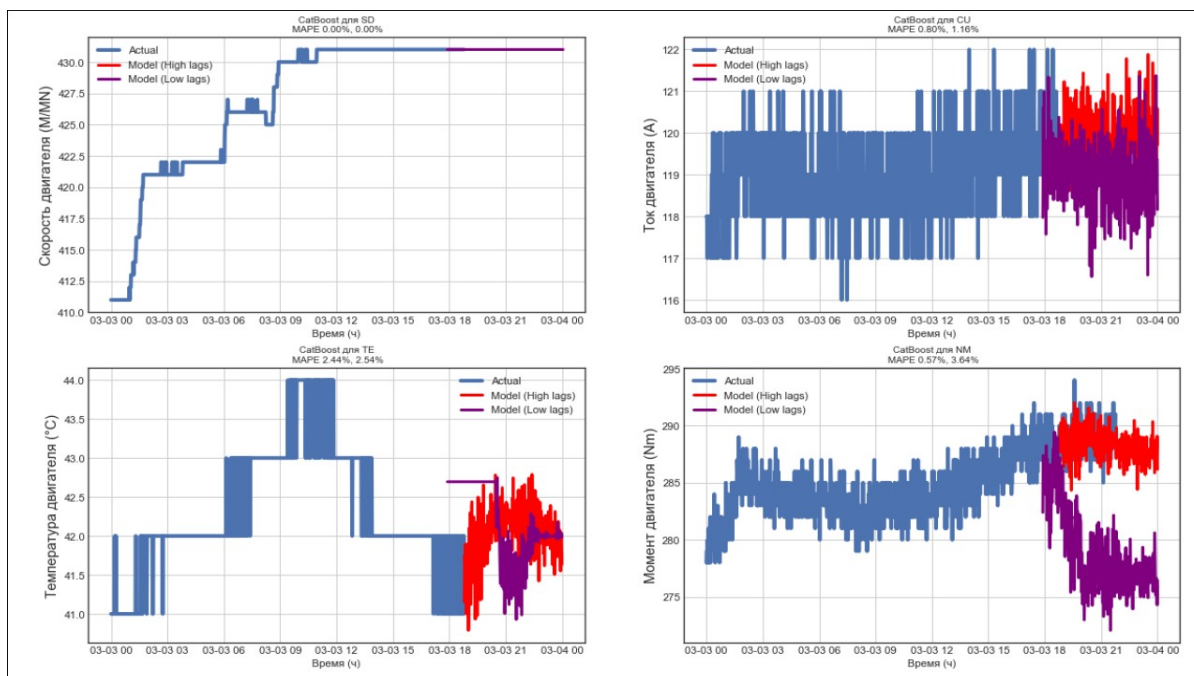 CatBoost для SD
MAPE 0.00%, 0.00%
Actual
Model (High lags)
Model (Low lags)
Скорость двигателя (M/MN)
430.0
427.5
425.0
422.5
420.0
417.5
415.0
412.5
410.0
03-03 00 03-03 03 03-03 06 03-03 09 03-03 12 03-03 15 03-03 18 03-03 21 03-04 00
Время (ч)
CatBoost для CU
MAPE 0.80%, 1.16%
Actual
Model (High lags)
Model (Low lags)
Ток двигателя (A)
122
121
120
119
118
117
116
03-03 00 03-03 03 03-03 06 03-03 09 03-03 12 03-03 15 03-03 18 03-03 21 03-04 00
Время (ч)
CatBoost для TE
MAPE 2.44%, 2.54%
Actual
Model (High lags)
Model (Low lags)
Температура двигателя (°C)
44.0
43.5
43.0
42.5
42.0
41.5
41.0
03-03 00 03-03 03 03-03 06 03-03 09 03-03 12 03-03 15 03-03 18 03-03 21 03-04 00
Время (ч)
CatBoost для NM
MAPE 0.57%, 3.64%
Actual
Model (High lags)
Model (Low lags)
Момент двигателя (Nm)
295
290
285
280
275
03-03 00 03-03 03 03-03 06 03-03 09 03-03 12 03-03 15 03-03 18 03-03 21 03-04 00
Время (ч)